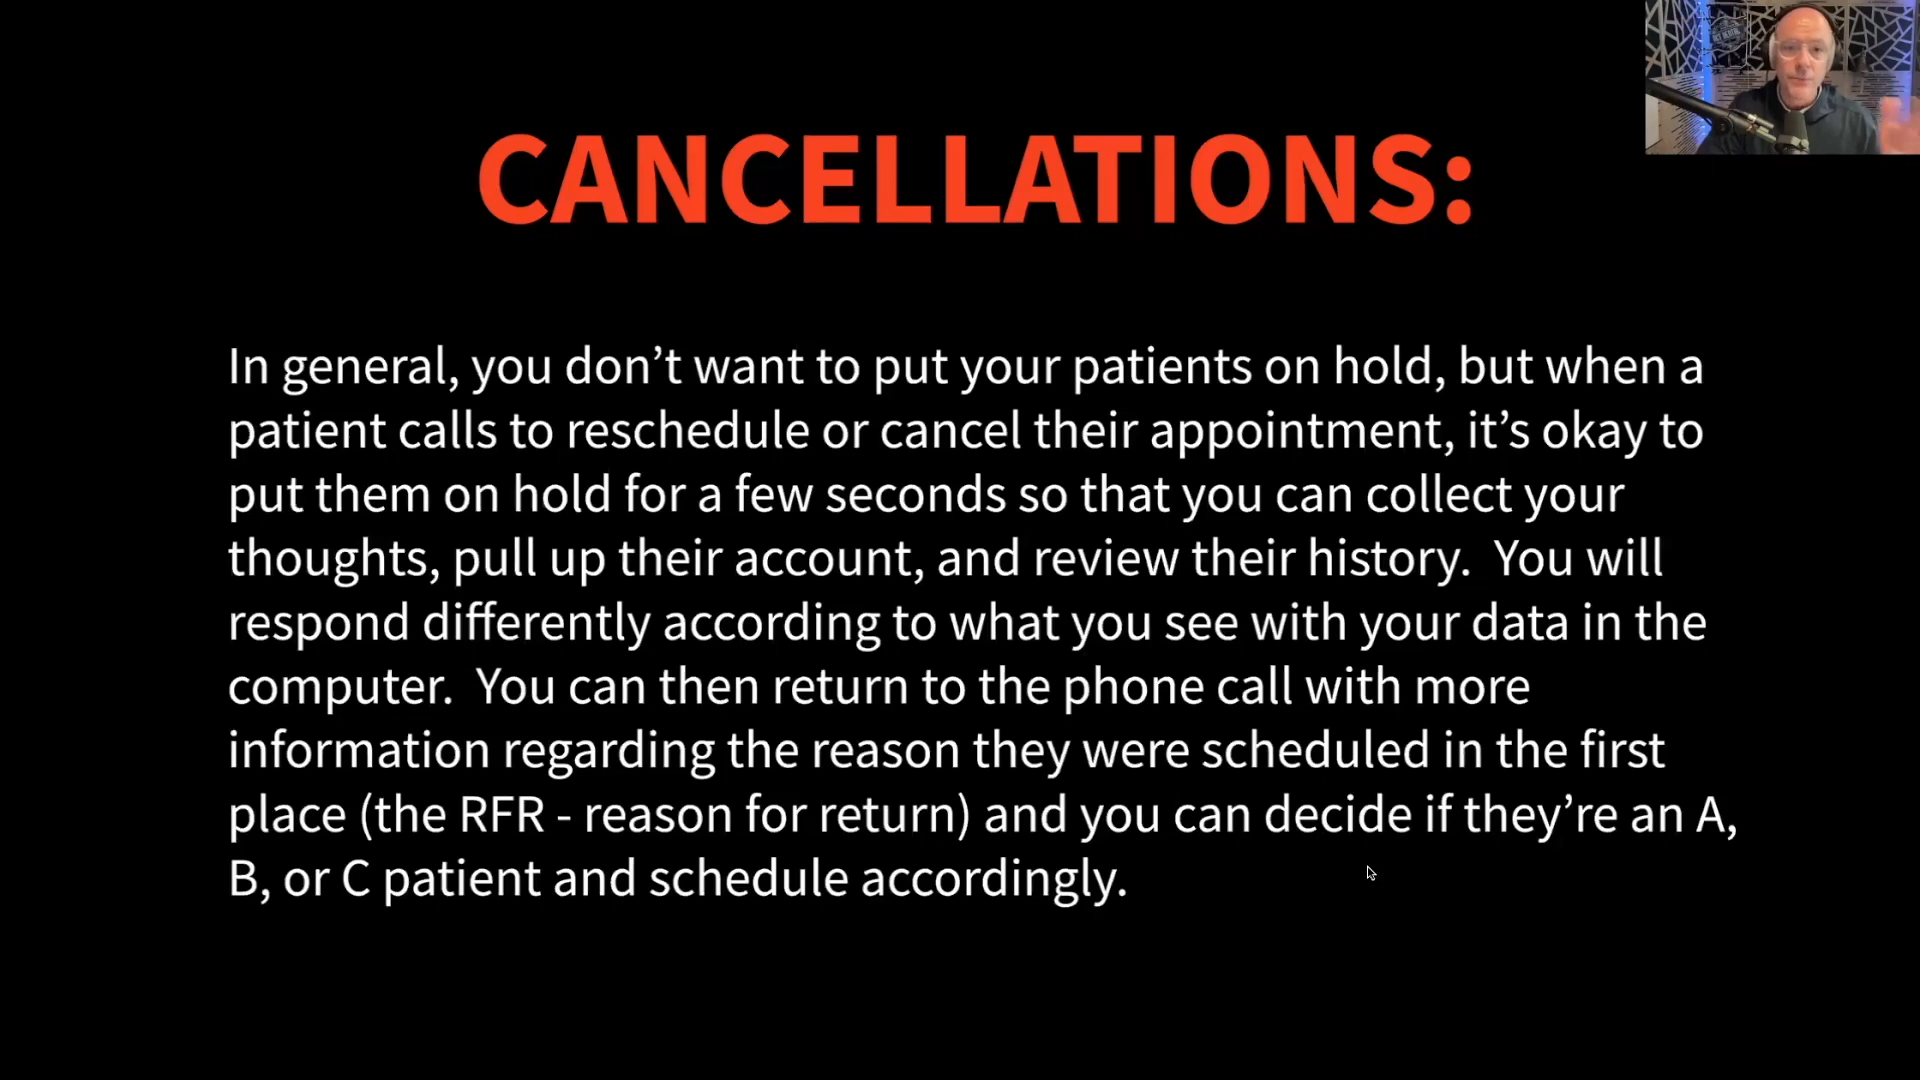 CANCELLATIONS:
In general, you don’t want to put your patients on hold, but when a
patient calls to reschedule or cancel their appointment, it’s okay to
put them on hold for a few seconds so that you can collect your
thoughts, pull up their account, and review their history.  You will
respond differently according to what you see with your data in the
computer.  You can then return to the phone call with more
information regarding the reason they were scheduled in the first
place (the RFR - reason for return) and you can decide if they’re an A,
B, or C patient and schedule accordingly.